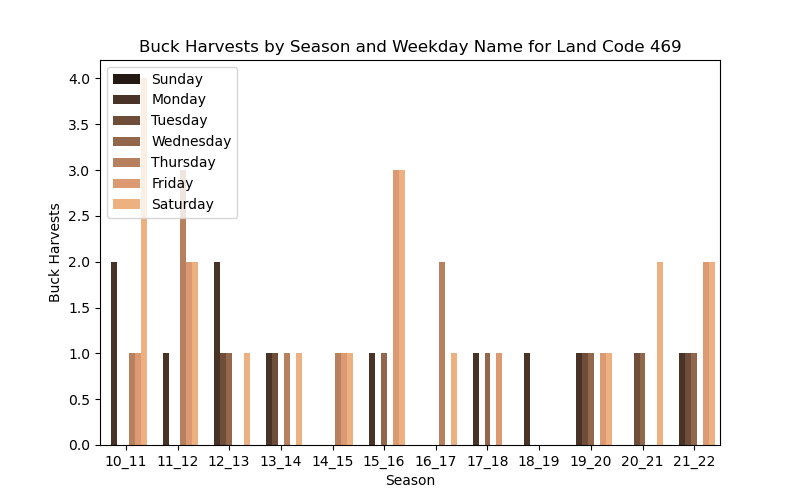 Buck Harvests by Season and Weekday Name for Land Code 469
Sunday
Monday
Tuesday
Wednesday
Thursday
Friday
Saturday
4.0
3.5
3.0
2.5
2.0
1.5
1.0
0.5
0.0
Buck Harvests
10_11 11_12 12_13 13_14 14_15 15_16 16_17 17_18 18_19 19_20 20_21 21_22
Season